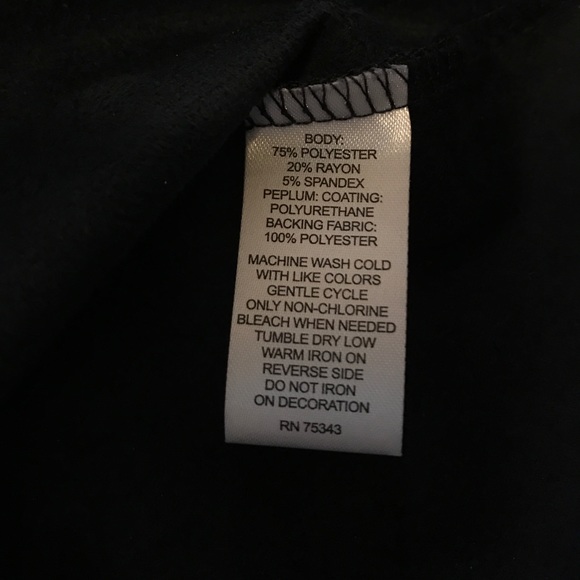 BODY:
75% POLYESTER
20% RAYON
5% SPANDEX
PEPLUM: COATING:
POLYURETHANE
BACKING FABRIC:
100% POLYESTER
MACHINE WASH COLD
WITH LIKE COLORS
GENTLE CYCLE
ONLY NON-CHLORINE
BLEACH WHEN NEEDED
TUMBLE DRY LOW
WARM IRON ON
REVERSE SIDE
DO NOT IRON
ON DECORATION
RN 75343